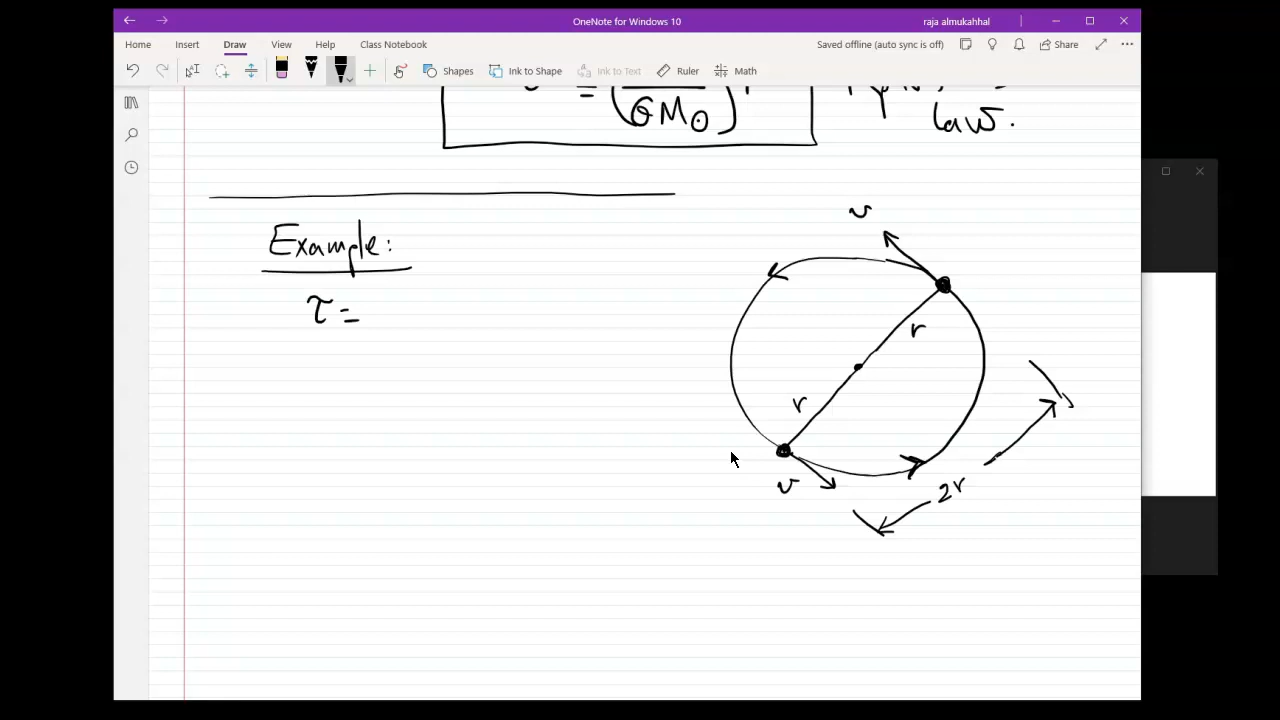 OneNote for Windows 10
raja almukahhal
Home Insert Draw View Help Class Notebook
Saved offline (auto sync is off)
Share
Shapes
Ink to Shape
Ink to Text
Ruler
Math
GM⊙
law.
Example:
τ =
v
r
r
v
2r